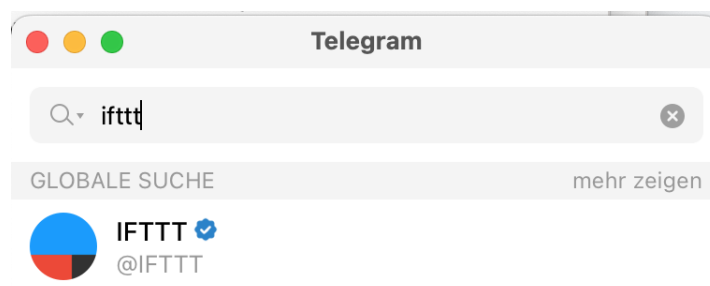 Telegram
ifttt
GLOBALE SUCHE mehr zeigen
IFTTT
@IFTTT